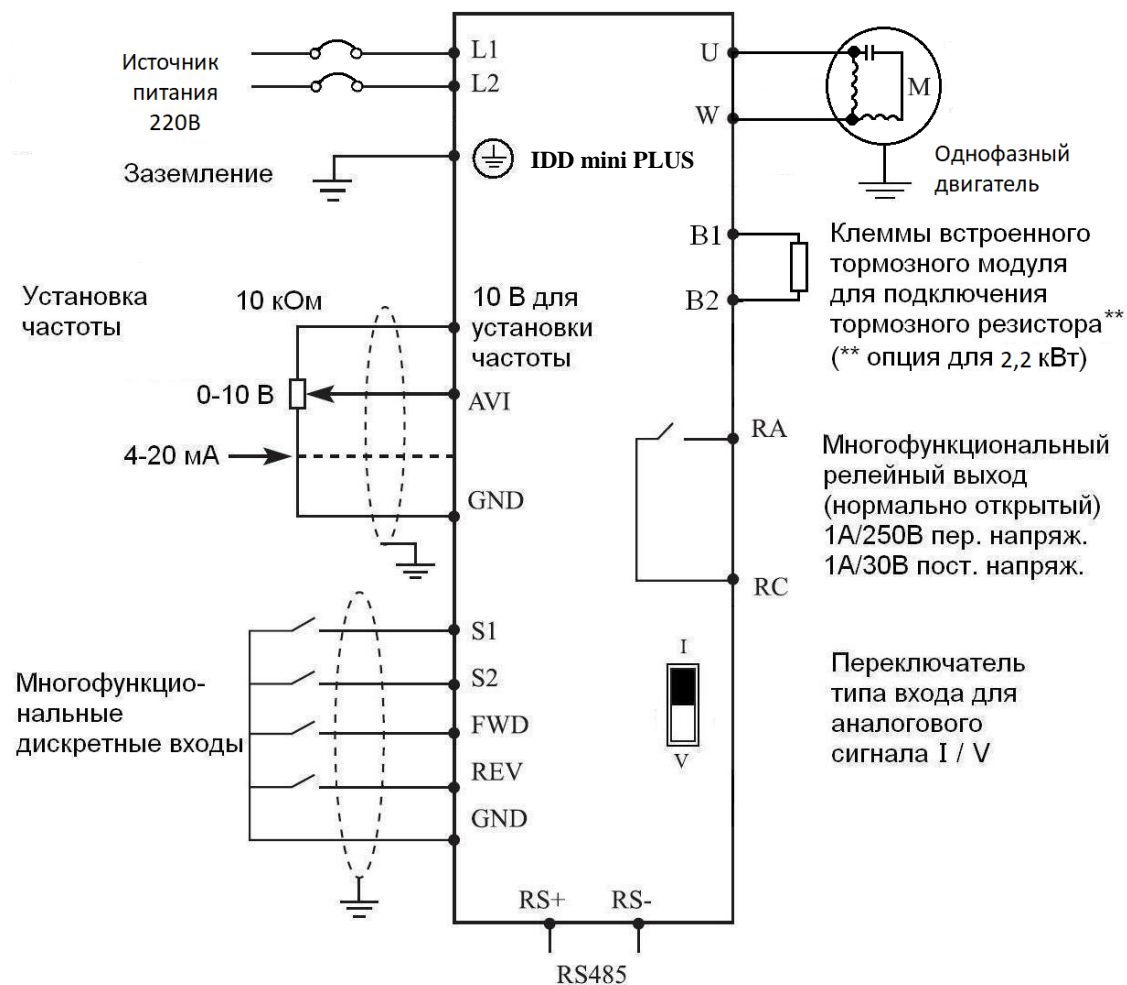 Источник
питания
220В
L1
L2
Заземление
IDD mini PLUS
U
W
M
Однофазный
двигатель
B1
B2
Клеммы встроенного
тормозного модуля
для подключения
тормозного резистора**
(** опция для 2,2 кВт)
Установка
частоты
10 кОм
10 В для
установки
частоты
0-10 В
AVI
4-20 мА
GND
RA
RC
Многофункциональный
релейный выход
(нормально открытый)
1А/250В пер. напряж.
1А/30В пост. напряж.
Многофункцио-
нальные
дискретные входы
S1
S2
FWD
REV
GND
I
V
Переключатель
типа входа для
аналогового
сигнала I / V
RS+ RS-
RS485